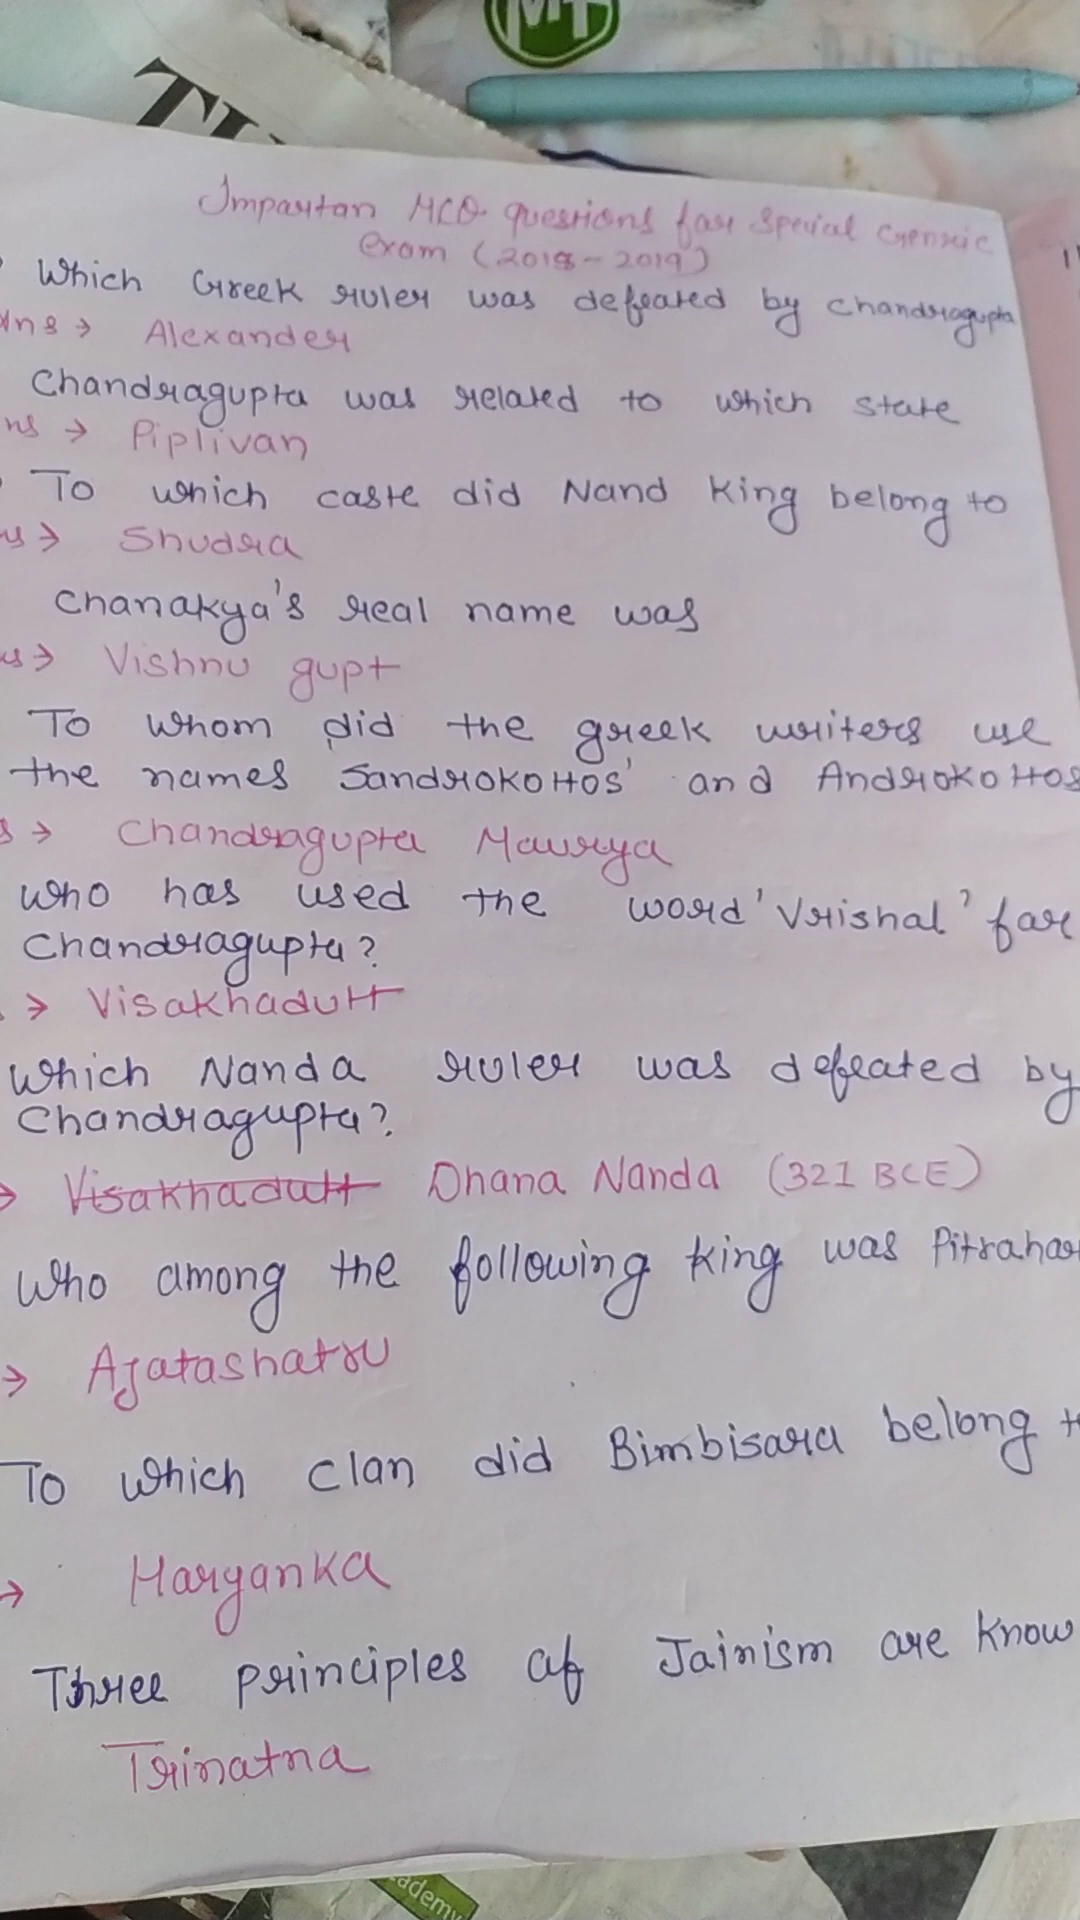 MT
TI
Impartan MCQ questions far Special Genric
exam (2018-2019)
Which Greek ruler was defeated by Chandragupta
Ans → Alexander
Chandragupta was related to which state
ns → Piplivan
To which caste did Nand King belong to
→ Shudra
Chanakya's real name was
→ Vishnu gupt
To whom did the greek writers use
the names Sandrokottos' and Androkottos
s → Chandragupta Maurya
Who has used the word 'Vrishal' far
Chandragupta?
→ Visakhadutt
Which Nanda ruler was defeated by
Chandragupta?
→ Visakhadutt Dhana Nanda (321 BCE)
Who among the following king was Pitrahar
→ Ajatashatru
To which clan did Bimbisara belong t
→ Haryanka
Three principles of Jainism are Know
Trinatna
ademy